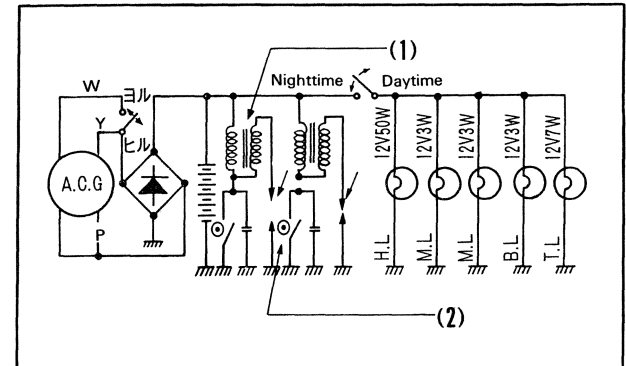 (1)
W ヨル
Nighttime Daytime
Y
ヒル
A.C.G
P
12V50W 12V3W 12V3W 12V3W 12V7W
H.L M.L M.L B.L T.L
(2)